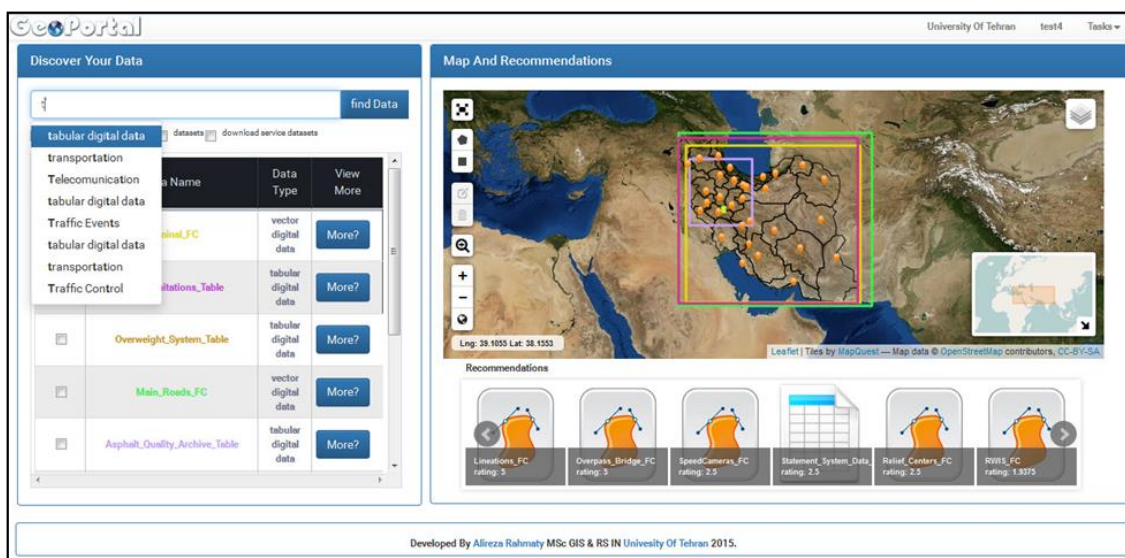 GeoPortal
University Of Tehran test4 Tasks
Discover Your Data
Map And Recommendations
t
find Data
datasets download service datasets
tabular digital data
transportation
Telecomunication
tabular digital data
Traffic Events
tabular digital data
transportation
Traffic Control
Name
Data
Type
View
More
vector
digital
data
More?
tabular
digital
data
More?
Overweight_System_Table
tabular
digital
data
More?
Main_Roads_FC
vector
digital
data
More?
Asphalt_Quality_Archive_Table
tabular
digital
data
More?
Lng: 39.1055 Lat: 38.1353
Leaflet | Tiles by MapQuest — Map data © OpenStreetMap contributors, CC-BY-SA
Recommendations
Lineations_FC
rating: 5
Overpass_Bridge_FC
rating: 5
SpeedCameras_FC
rating: 2.5
Statement_System_Data_
rating: 2.5
Relief_Centers_FC
rating: 2.5
RWIS_FC
rating: 1.9375
Developed By Alireza Rahmaty MSc GIS & RS IN Univesity Of Tehran 2015.